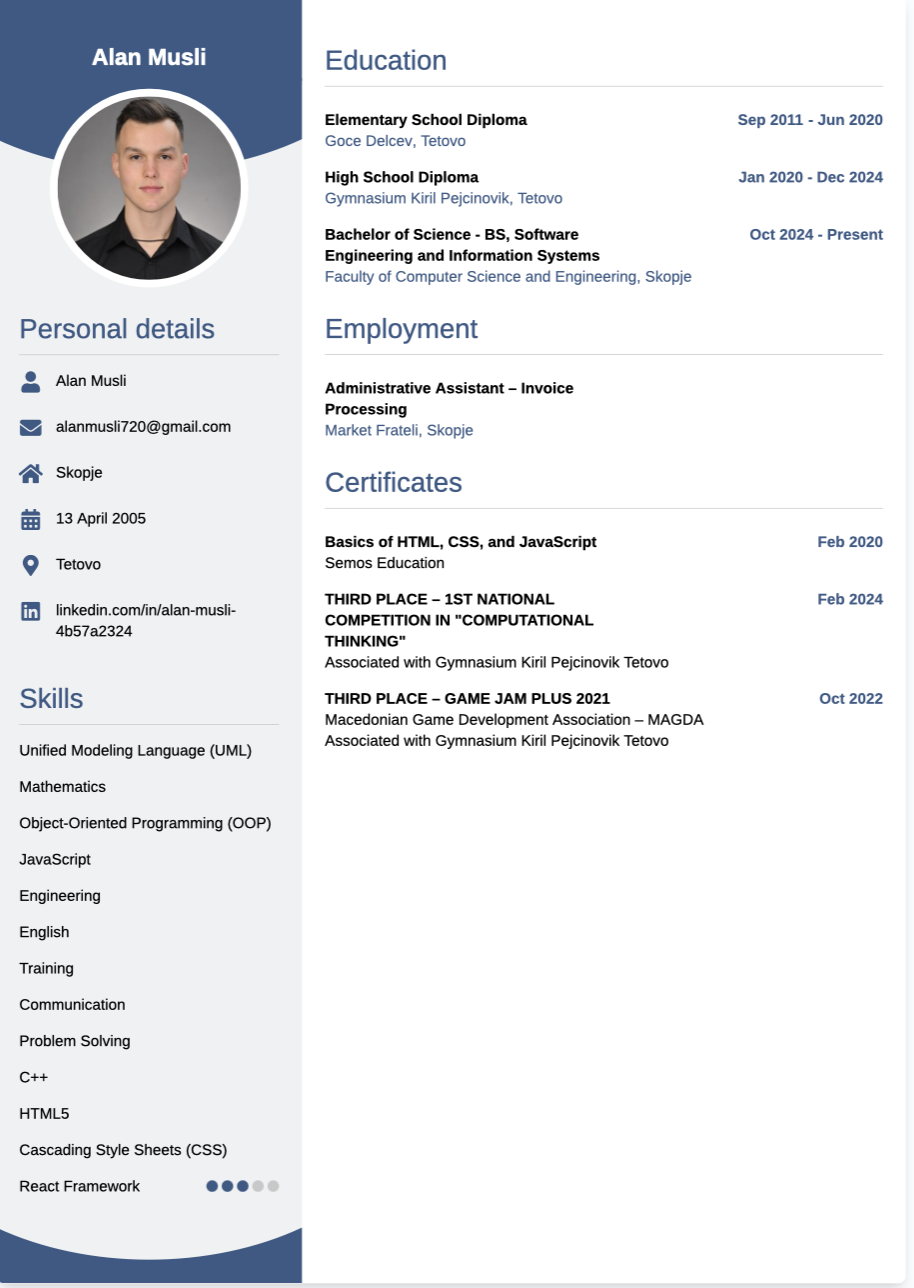 Alan Musli
Personal details
Alan Musli
alanmusli720@gmail.com
Skopje
13 April 2005
Tetovo
linkedin.com/in/alan-musli-
4b57a2324
Skills
Unified Modeling Language (UML)
Mathematics
Object-Oriented Programming (OOP)
JavaScript
Engineering
English
Training
Communication
Problem Solving
C++
HTML5
Cascading Style Sheets (CSS)
React Framework
Education
Elementary School Diploma Sep 2011 - Jun 2020
Goce Delcev, Tetovo
High School Diploma Jan 2020 - Dec 2024
Gymnasium Kiril Pejcinovik, Tetovo
Bachelor of Science - BS, Software Oct 2024 - Present
Engineering and Information Systems
Faculty of Computer Science and Engineering, Skopje
Employment
Administrative Assistant – Invoice
Processing
Market Frateli, Skopje
Certificates
Basics of HTML, CSS, and JavaScript Feb 2020
Semos Education
THIRD PLACE – 1ST NATIONAL Feb 2024
COMPETITION IN "COMPUTATIONAL
THINKING"
Associated with Gymnasium Kiril Pejcinovik Tetovo
THIRD PLACE – GAME JAM PLUS 2021 Oct 2022
Macedonian Game Development Association – MAGDA
Associated with Gymnasium Kiril Pejcinovik Tetovo